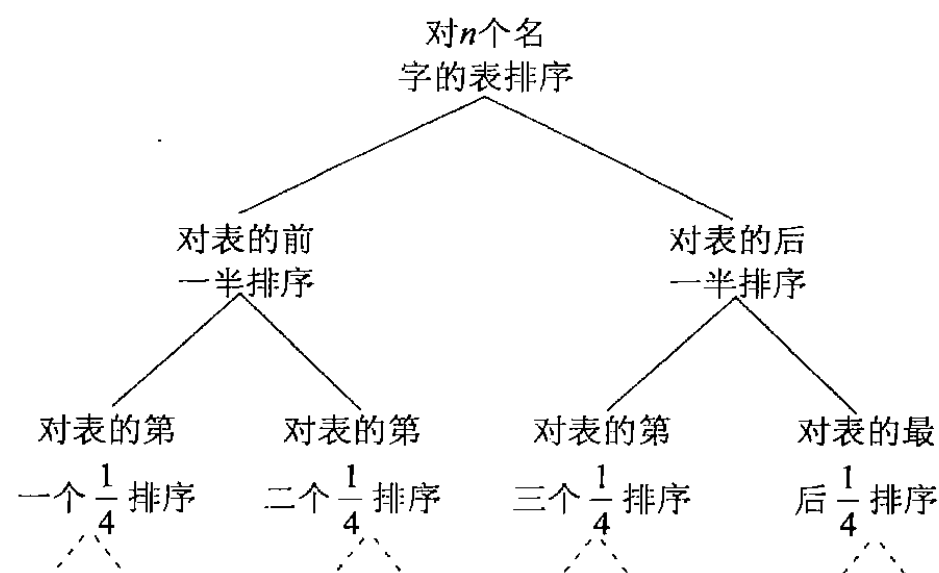 对n个名
字的表排序
对表的前
一半排序
对表的后
一半排序
对表的第
一个 1/4 排序
对表的第
二个 1/4 排序
对表的第
三个 1/4 排序
对表的最
后 1/4 排序